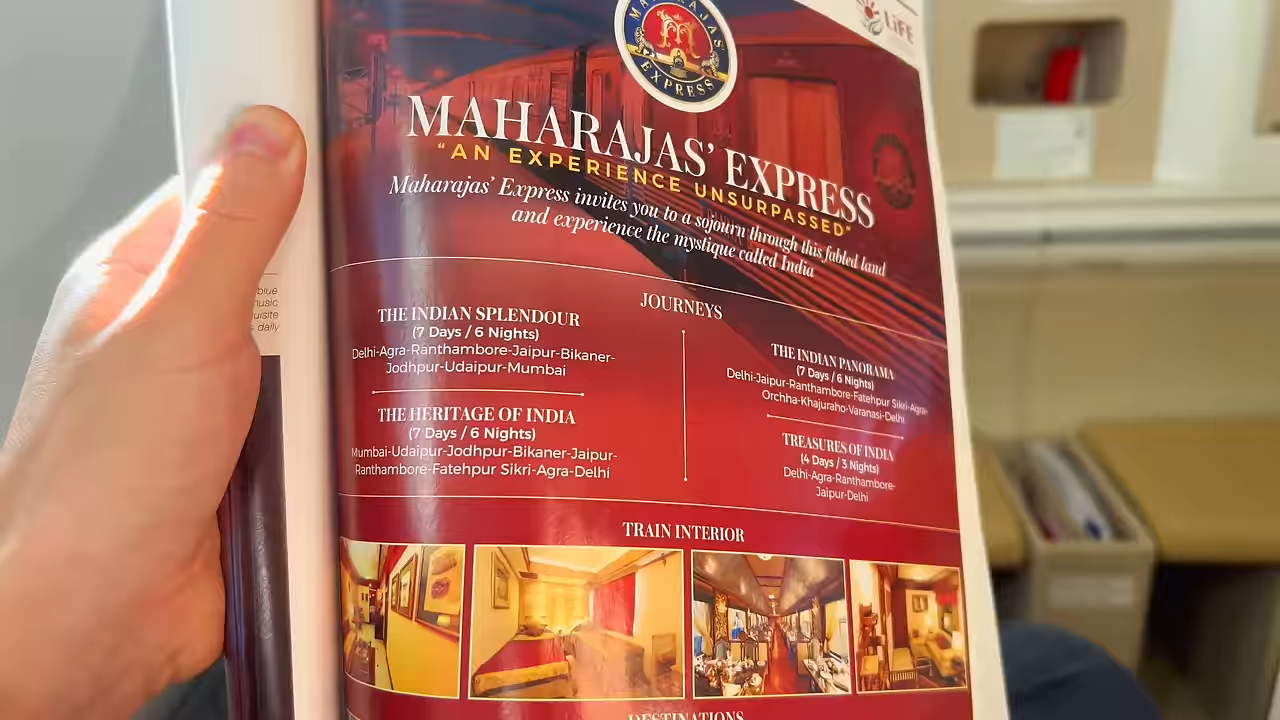 MAHARAJAS
EXPRESS
LiFE
MAHARAJAS' EXPRESS
"AN EXPERIENCE UNSURPASSED"
Maharajas' Express invites you to a sojourn through this fabled land
and experience the mystique called India
JOURNEYS
THE INDIAN SPLENDOUR
(7 Days / 6 Nights)
Delhi-Agra-Ranthambore-Jaipur-Bikaner-
Jodhpur-Udaipur-Mumbai
THE HERITAGE OF INDIA
(7 Days / 6 Nights)
Mumbai-Udaipur-Jodhpur-Bikaner-Jaipur-
Ranthambore-Fatehpur Sikri-Agra-Delhi
THE INDIAN PANORAMA
(7 Days / 6 Nights)
Delhi-Jaipur-Ranthambore-Fatehpur Sikri-Agra-
Orchha-Khajuraho-Varanasi-Delhi
TREASURES OF INDIA
(4 Days / 3 Nights)
Delhi-Agra-Ranthambore-
Jaipur-Delhi
TRAIN INTERIOR
DESTINATIONS
blue
daily